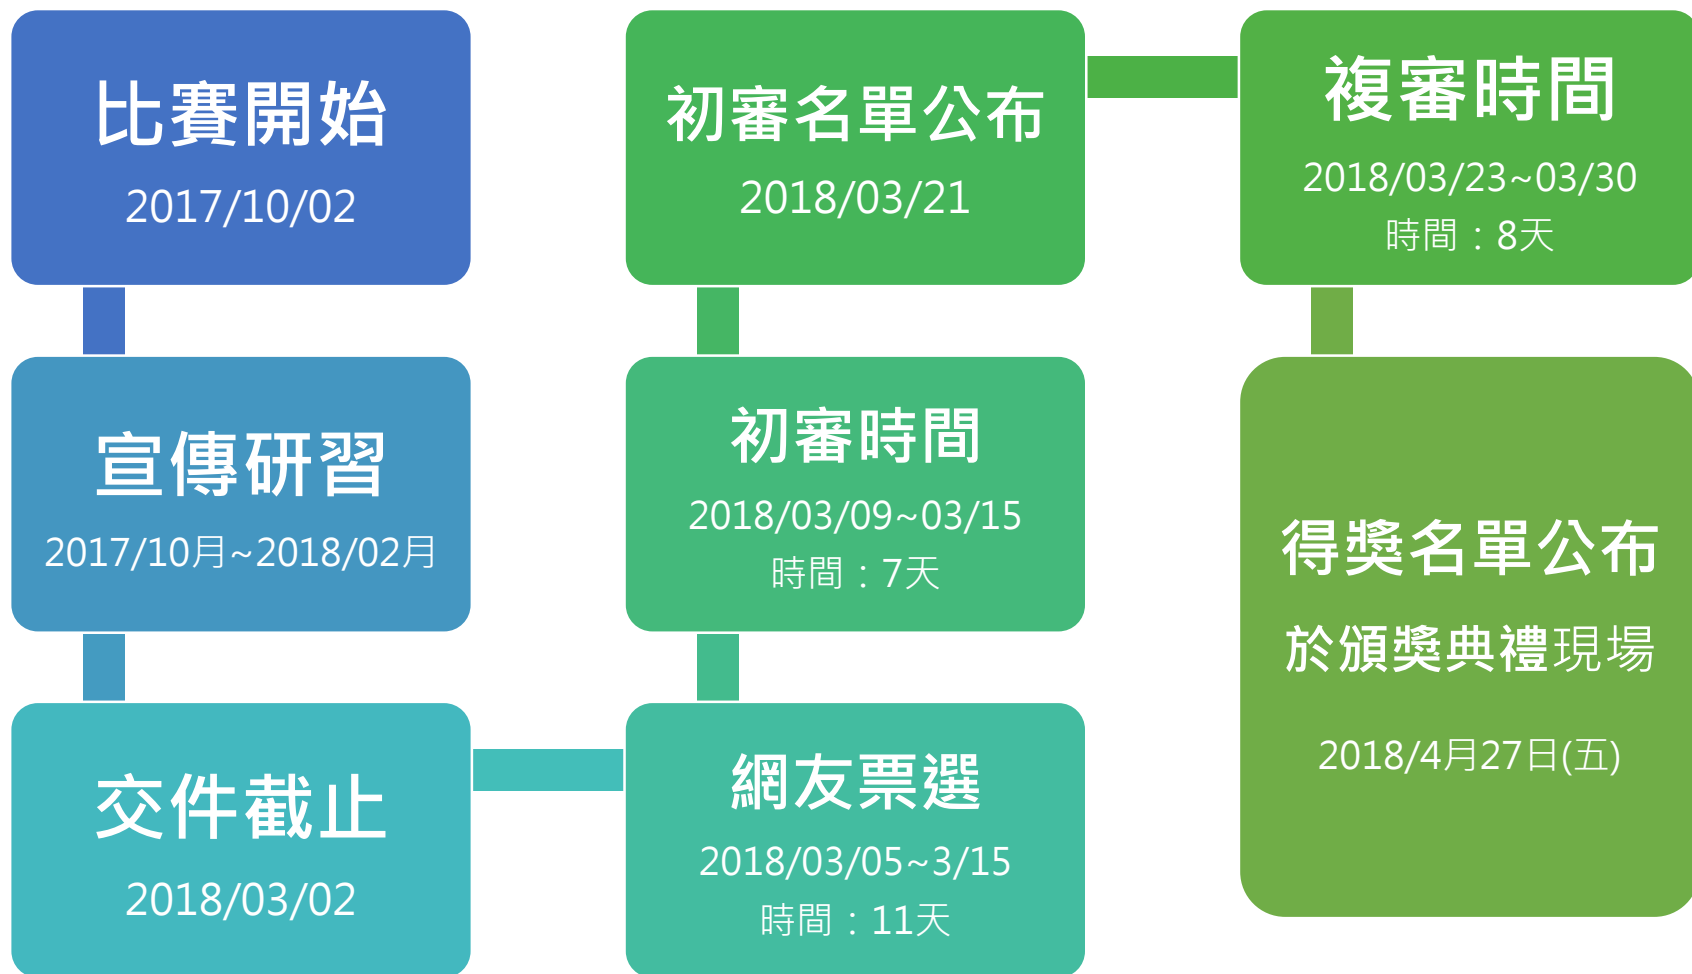 比賽開始
2017/10/02
宣傳研習
2017/10月~2018/02月
交件截止
2018/03/02
網友票選
2018/03/05~3/15
時間：11天
初審時間
2018/03/09~03/15
時間：7天
初審名單公布
2018/03/21
複審時間
2018/03/23~03/30
時間：8天
得獎名單公布
於頒獎典禮現場
2018/4月27日(五)